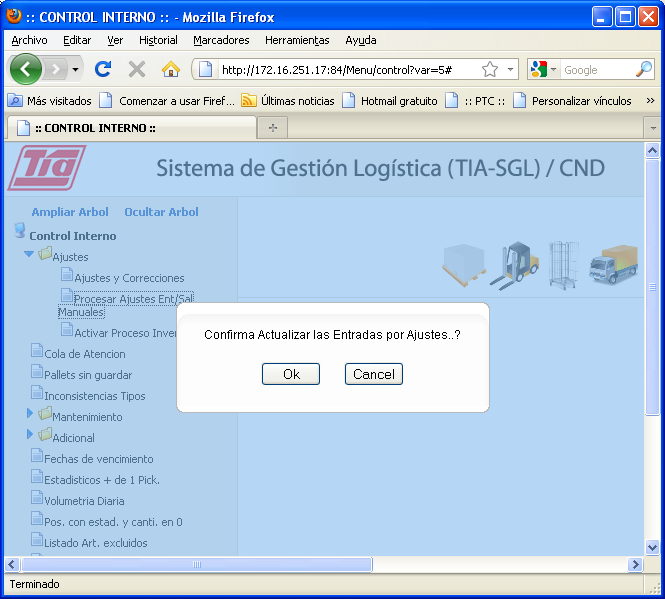 :: CONTROL INTERNO :: - Mozilla Firefox
Archivo Editar Ver Historial Marcadores Herramientas Ayuda
http://172.16.251.17:84/Menu/control?var=5# Google
Más visitados Comenzar a usar Firef... Últimas noticias Hotmail gratuito :: PTC :: Personalizar vínculos »
:: CONTROL INTERNO ::
Tia Sistema de Gestión Logística (TIA-SGL) / CND
Ampliar Arbol Ocultar Arbol
Control Interno
Ajustes
Ajustes y Correcciones
Procesar Ajustes Ent/Sal
Manuales
Activar Proceso Inver
Confirma Actualizar las Entradas por Ajustes..?
Ok Cancel
Cola de Atencion
Pallets sin guardar
Inconsistencias Tipos
Mantenimiento
Adicional
Fechas de vencimiento
Estadisticos + de 1 Pick.
Volumetria Diaria
Pos. con estad. y canti. en 0
Listado Art. excluidos
Terminado